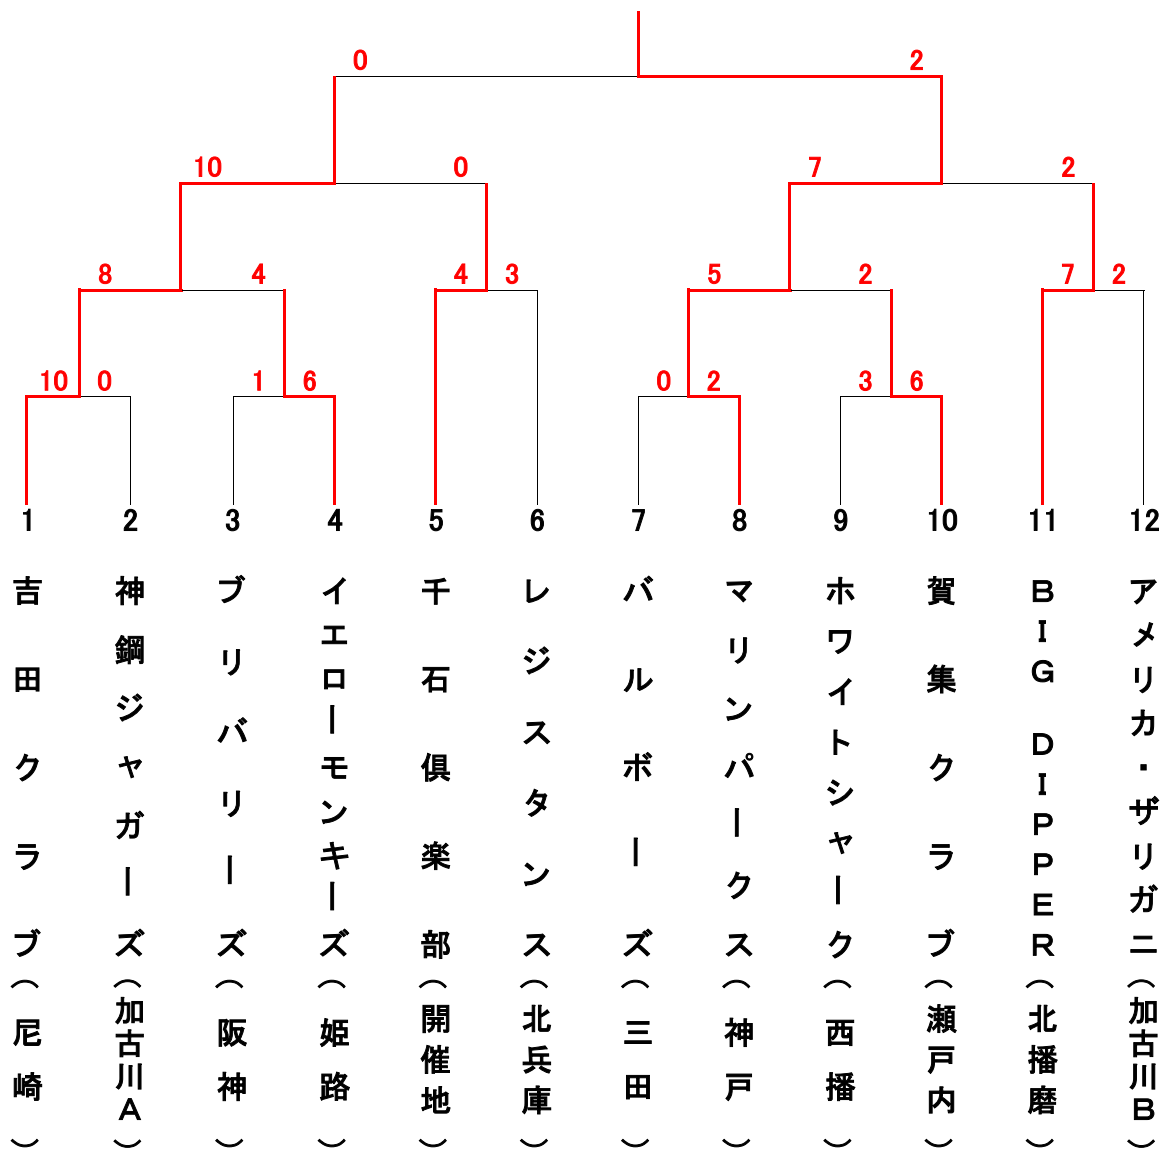 0 2
10 0 7 2
8 4 4 3 5 2 7 2
10 0 1 6 0 2 3 6
1 2 3 4 5 6 7 8 9 10 11 12
吉田クラブ(尼崎)
神鋼ジャガーズ(加古川A)
ブリバリーズ(阪神)
イエローモンキーズ(姫路)
千石倶楽部(開催地)
レジスタンス(北兵庫)
バルボーズ(三田)
マリンパークス(神戸)
ホワイトシャーク(西播)
賀集クラブ(瀬戸内)
BIG DIPPER(北播磨)
アメリカ・ザリガニ(加古川B)